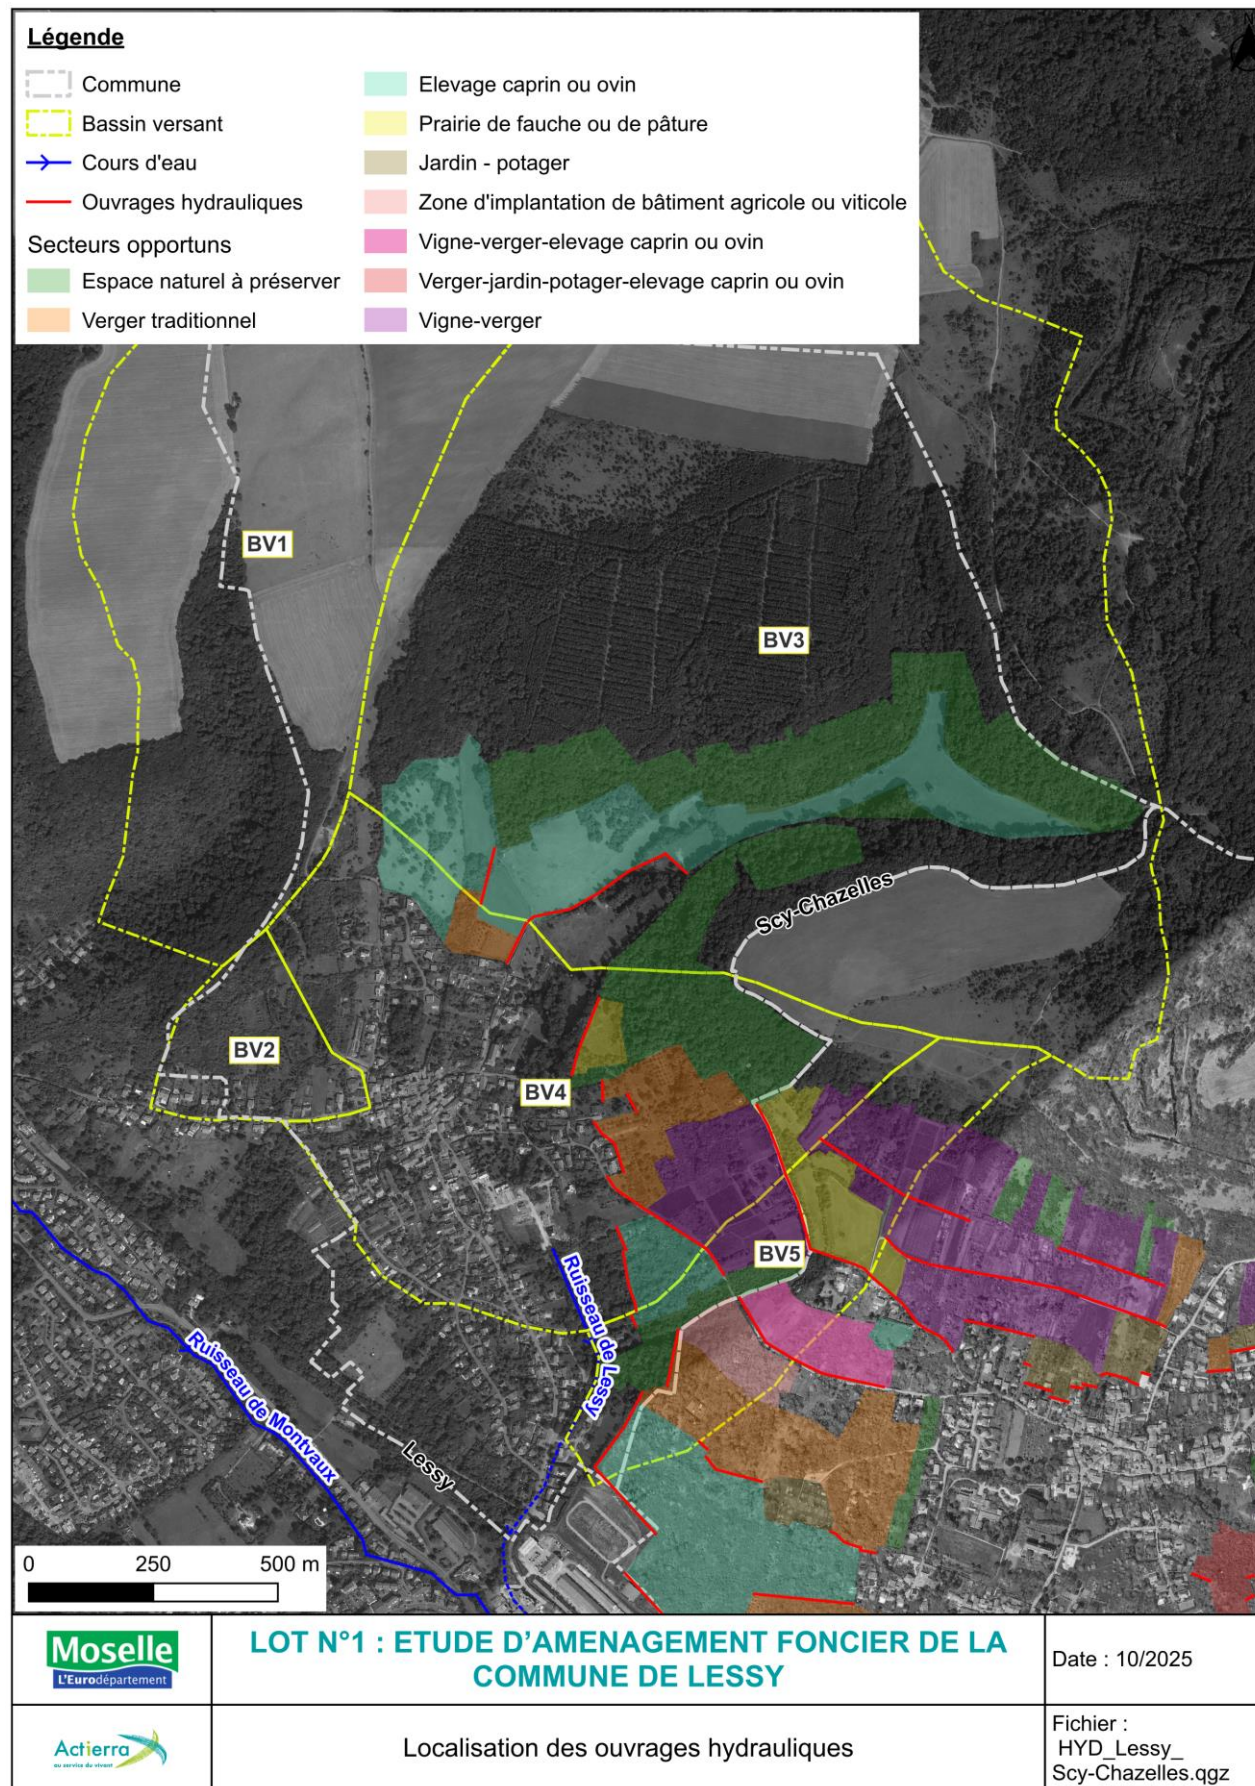 Légende
Commune
Bassin versant
Cours d'eau
Ouvrages hydrauliques
Secteurs opportuns
Espace naturel à préserver
Verger traditionnel
Elevage caprin ou ovin
Prairie de fauche ou de pâture
Jardin - potager
Zone d'implantation de bâtiment agricole ou viticole
Vigne-verger-elevage caprin ou ovin
Verger-jardin-potager-elevage caprin ou ovin
Vigne-verger
BV1
BV3
Scy-Chazelles
BV2
BV4
BV5
Ruisseau de Lessy
Ruisseau de Montvaux
Lessy
0 250 500 m
Moselle
L'Eurodépartement
LOT N°1 : ETUDE D'AMENAGEMENT FONCIER DE LA
COMMUNE DE LESSY
Date : 10/2025
Actierra
au service du vivant
Localisation des ouvrages hydrauliques
Fichier :
HYD_Lessy_
Scy-Chazelles.qgz